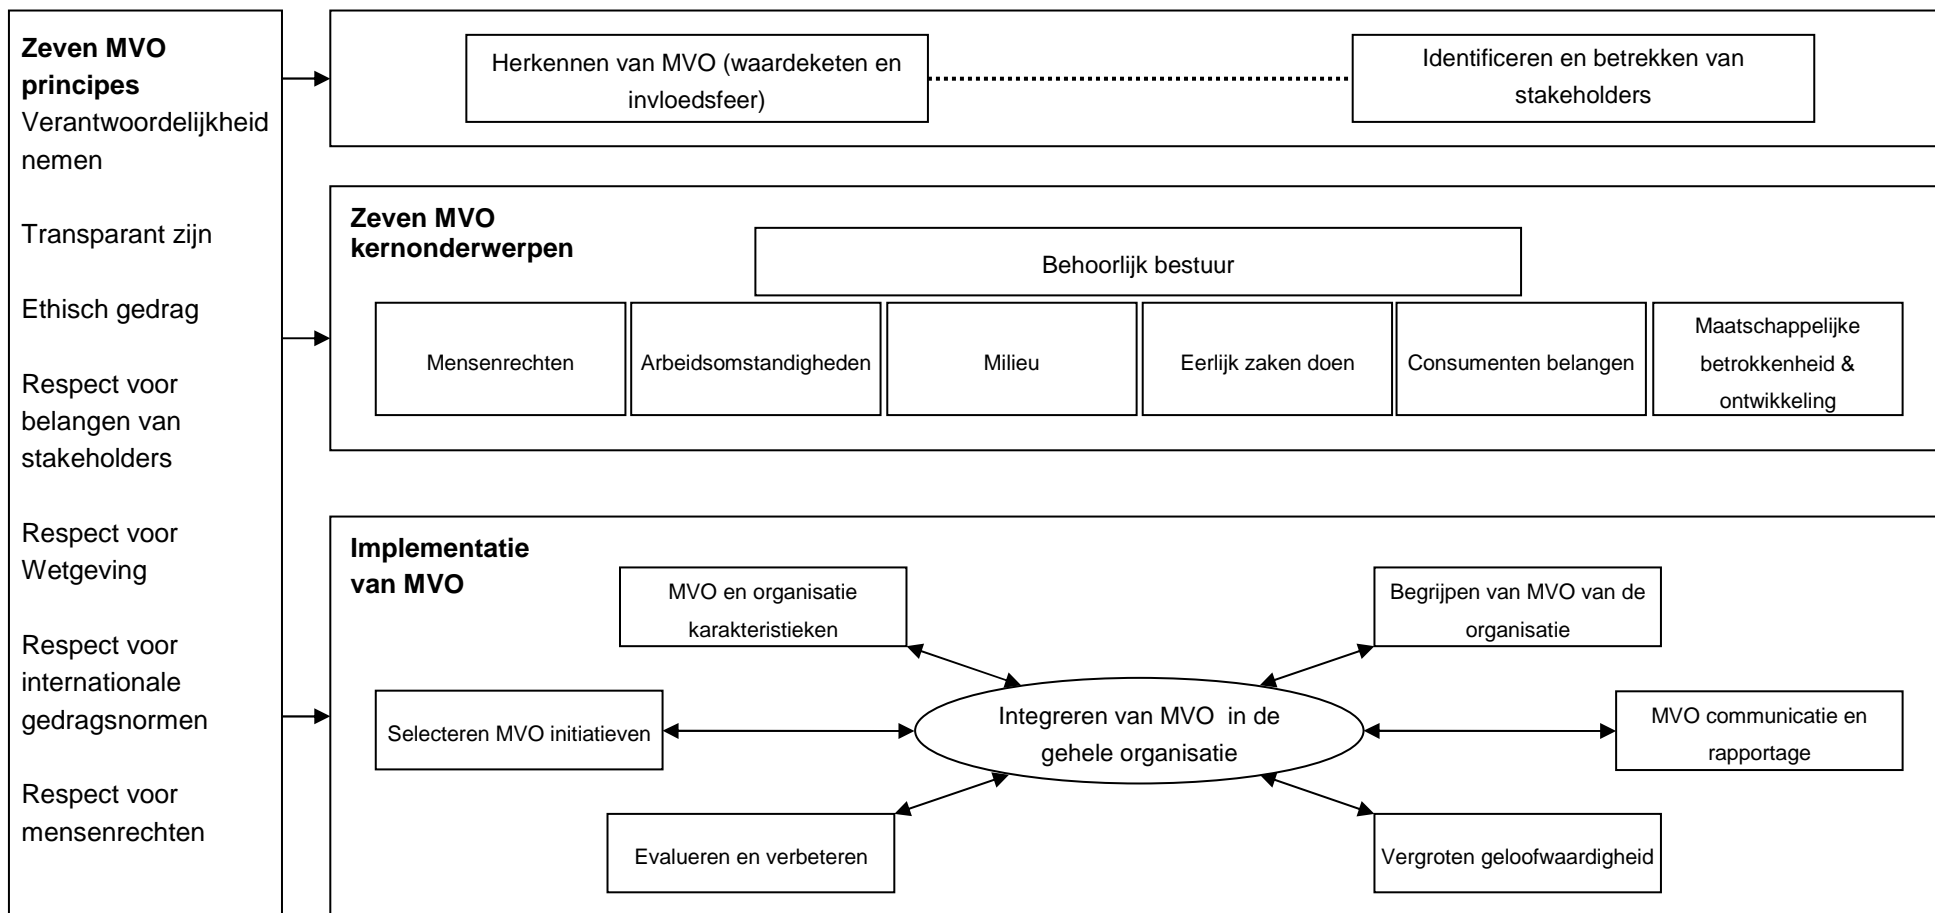 Zeven MVO
principes
Verantwoordelijkheid
nemen
Transparant zijn
Ethisch gedrag
Respect voor
belangen van
stakeholders
Respect voor
Wetgeving
Respect voor
internationale
gedragsnormen
Respect voor
mensenrechten
Herkennen van MVO (waardeketen en
invloedsfeer)
Identificeren en betrekken van
stakeholders
Zeven MVO
kernonderwerpen
Behoorlijk bestuur
Mensenrechten
Arbeidsomstandigheden
Milieu
Eerlijk zaken doen
Consumenten belangen
Maatschappelijke
betrokkenheid &
ontwikkeling
Implementatie
van MVO
MVO en organisatie
karakteristieken
Begrijpen van MVO van de
organisatie
Selecteren MVO initiatieven
Integreren van MVO in de
gehele organisatie
MVO communicatie en
rapportage
Evalueren en verbeteren
Vergroten geloofwaardigheid